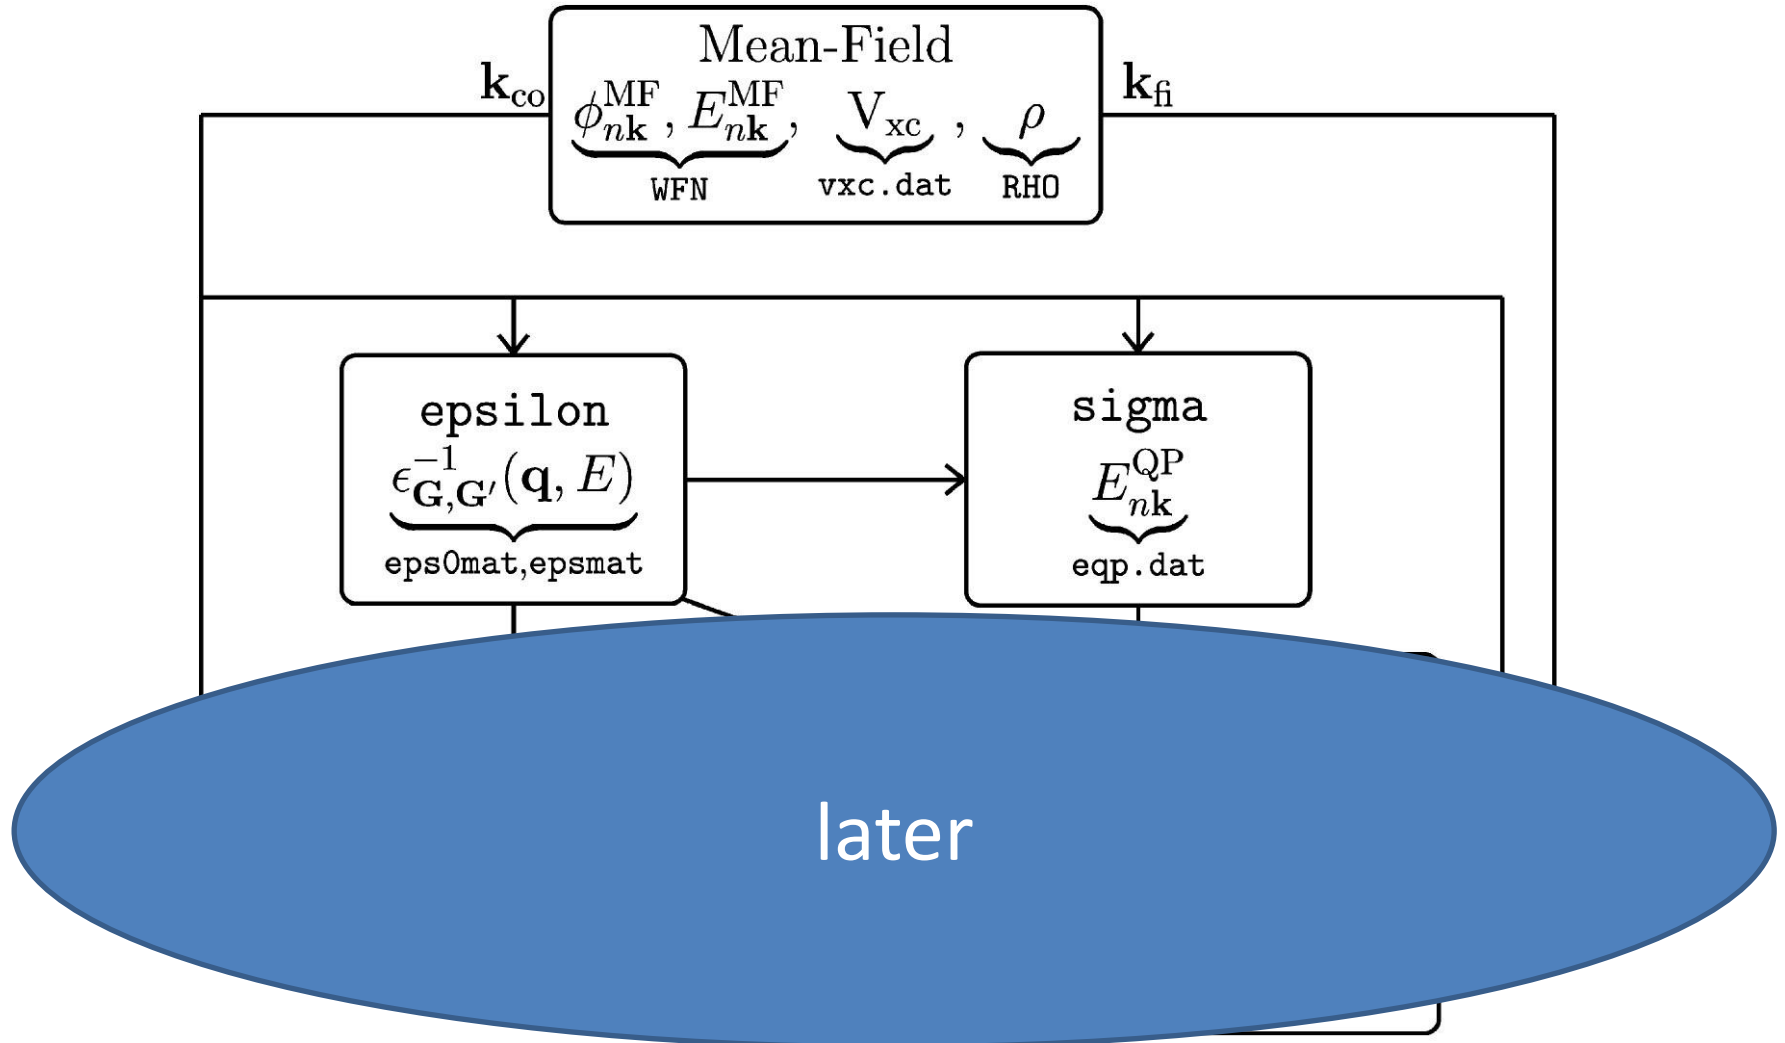 Mean-Field
k_co
k_fi
ϕ^MF_nk, E^MF_nk, V_xc, ρ
WFN vxc.dat RHO
epsilon
ϵ^−1_G,G′(q, E)
eps0mat,epsmat
sigma
E^QP_nk
eqp.dat
later